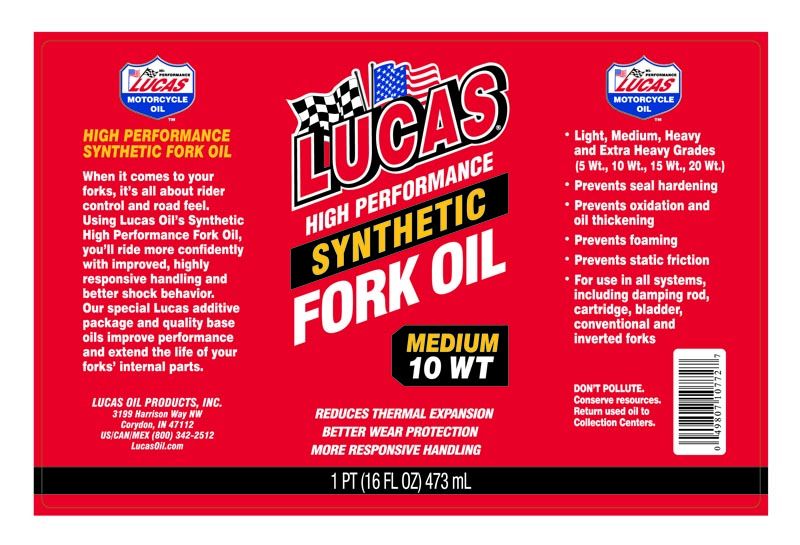 HI-PERFORMANCE
LUCAS
MOTORCYCLE
OIL
TM
HIGH PERFORMANCE
SYNTHETIC FORK OIL
When it comes to your
forks, it's all about rider
control and road feel.
Using Lucas Oil's Synthetic
High Performance Fork Oil,
you'll ride more confidently
with improved, highly
responsive handling and
better shock behavior.
Our special Lucas additive
package and quality base
oils improve performance
and extend the life of your
forks' internal parts.
LUCAS OIL PRODUCTS, INC.
3199 Harrison Way NW
Corydon, IN 47112
US/CAN/MEX (800) 342-2512
LucasOil.com
LUCAS®
HIGH PERFORMANCE
SYNTHETIC
FORK OIL
MEDIUM
10 WT
REDUCES THERMAL EXPANSION
BETTER WEAR PROTECTION
MORE RESPONSIVE HANDLING
1 PT (16 FL OZ) 473 mL
HI-PERFORMANCE
LUCAS
MOTORCYCLE
OIL
TM
• Light, Medium, Heavy
and Extra Heavy Grades
(5 Wt., 10 Wt., 15 Wt., 20 Wt.)
• Prevents seal hardening
• Prevents oxidation and
oil thickening
• Prevents foaming
• Prevents static friction
• For use in all systems,
including damping rod,
cartridge, bladder,
conventional and
inverted forks
DON'T POLLUTE.
Conserve resources.
Return used oil to
Collection Centers.
0 49807 10772 7